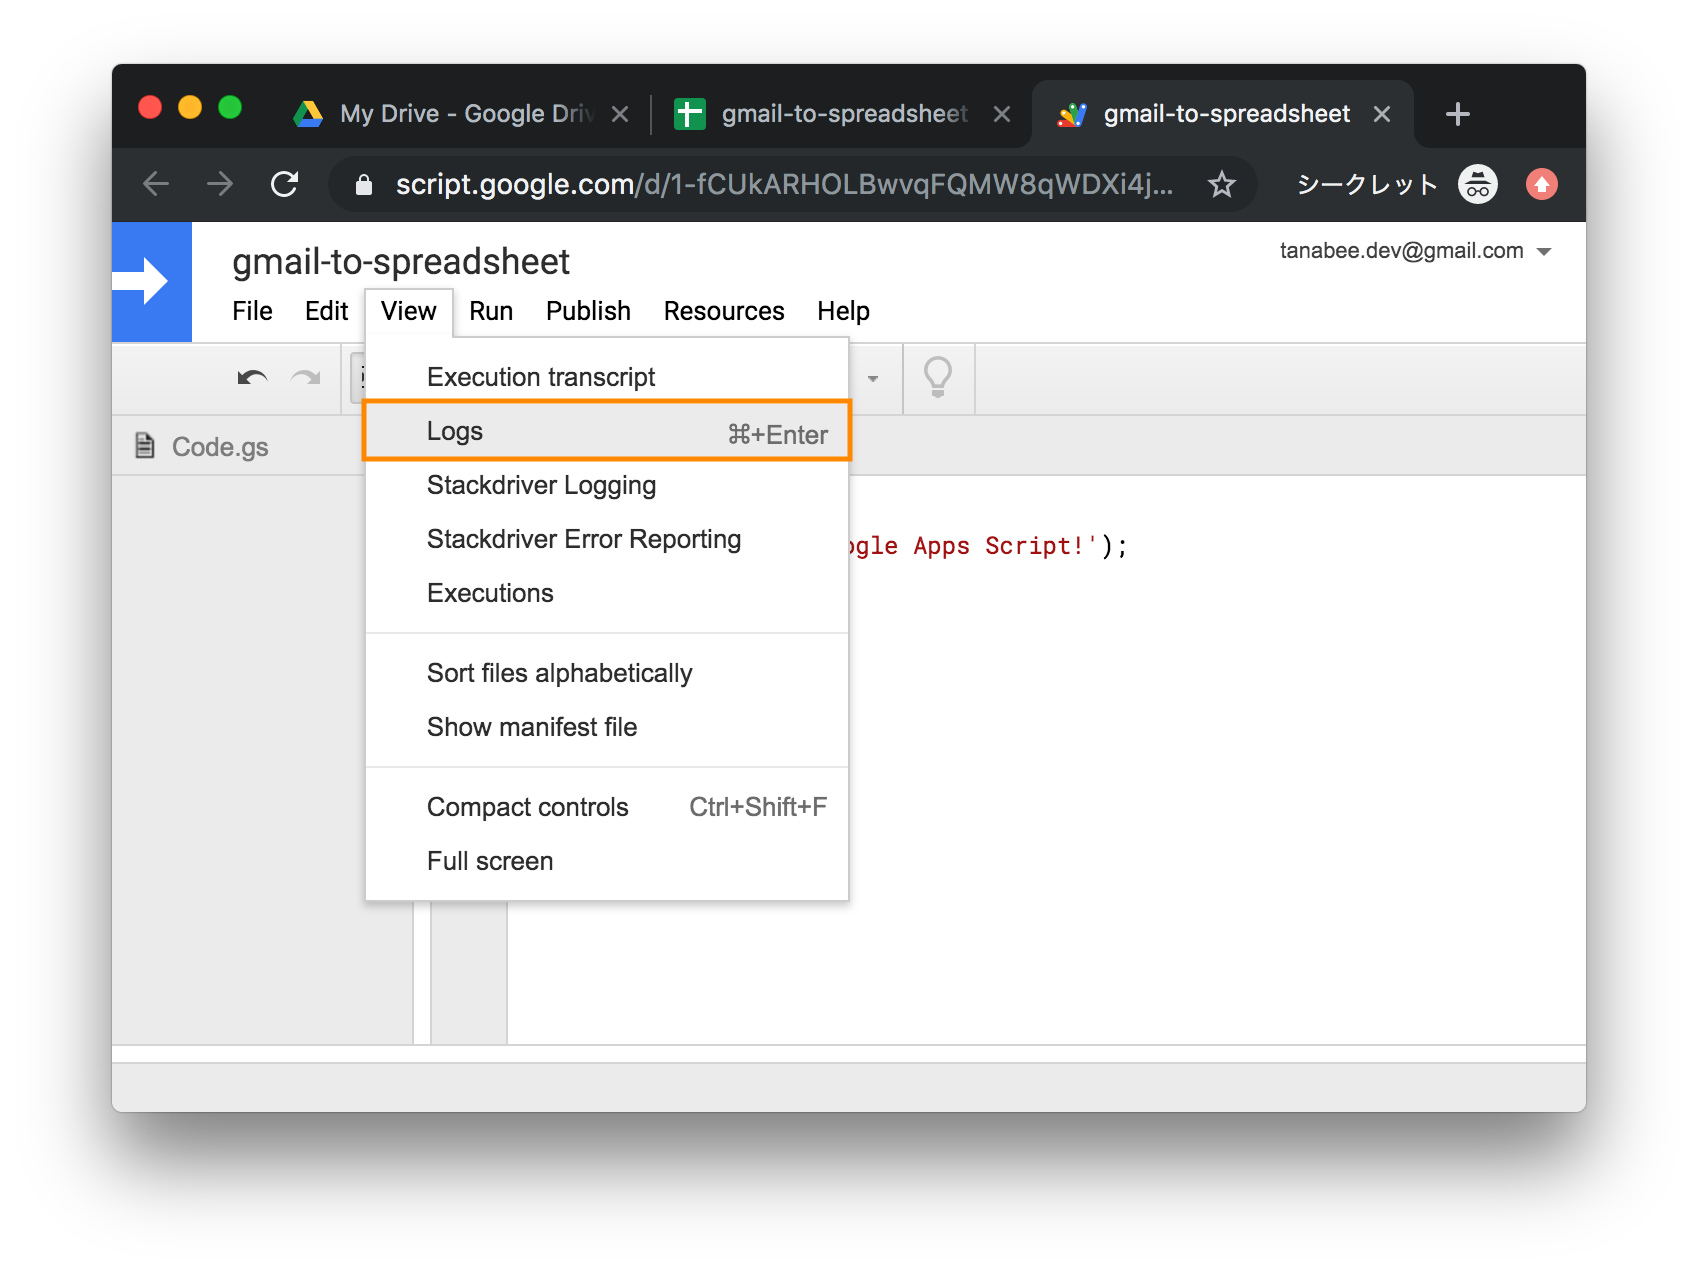 My Drive - Google Driv
gmail-to-spreadsheet
gmail-to-spreadsheet
script.google.com/d/1-fCUkARHOLBwvqFQMW8qWDXi4j...
シークレット
gmail-to-spreadsheet
tanabee.dev@gmail.com
File Edit View Run Publish Resources Help
Execution transcript
Logs ⌘+Enter
Code.gs
Stackdriver Logging
Stackdriver Error Reporting
ogle Apps Script!');
Executions
Sort files alphabetically
Show manifest file
Compact controls Ctrl+Shift+F
Full screen